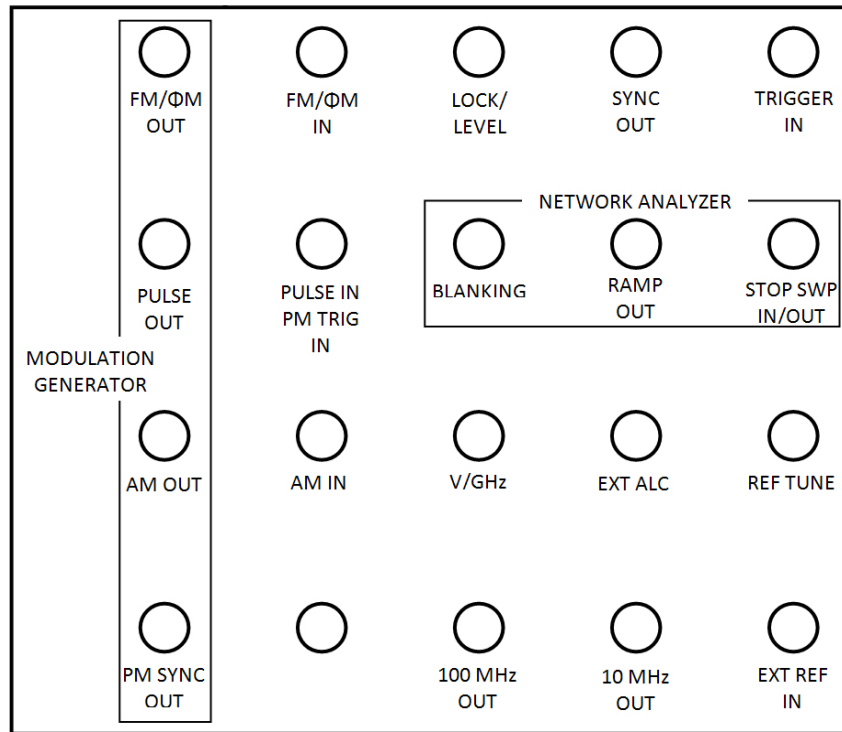 FM/ΦM
OUT
FM/ΦM
IN
LOCK/
LEVEL
SYNC
OUT
TRIGGER
IN
NETWORK ANALYZER
PULSE
OUT
PULSE IN
PM TRIG
IN
BLANKING
RAMP
OUT
STOP SWP
IN/OUT
MODULATION
GENERATOR
AM OUT
AM IN
V/GHz
EXT ALC
REF TUNE
PM SYNC
OUT
100 MHz
OUT
10 MHz
OUT
EXT REF
IN